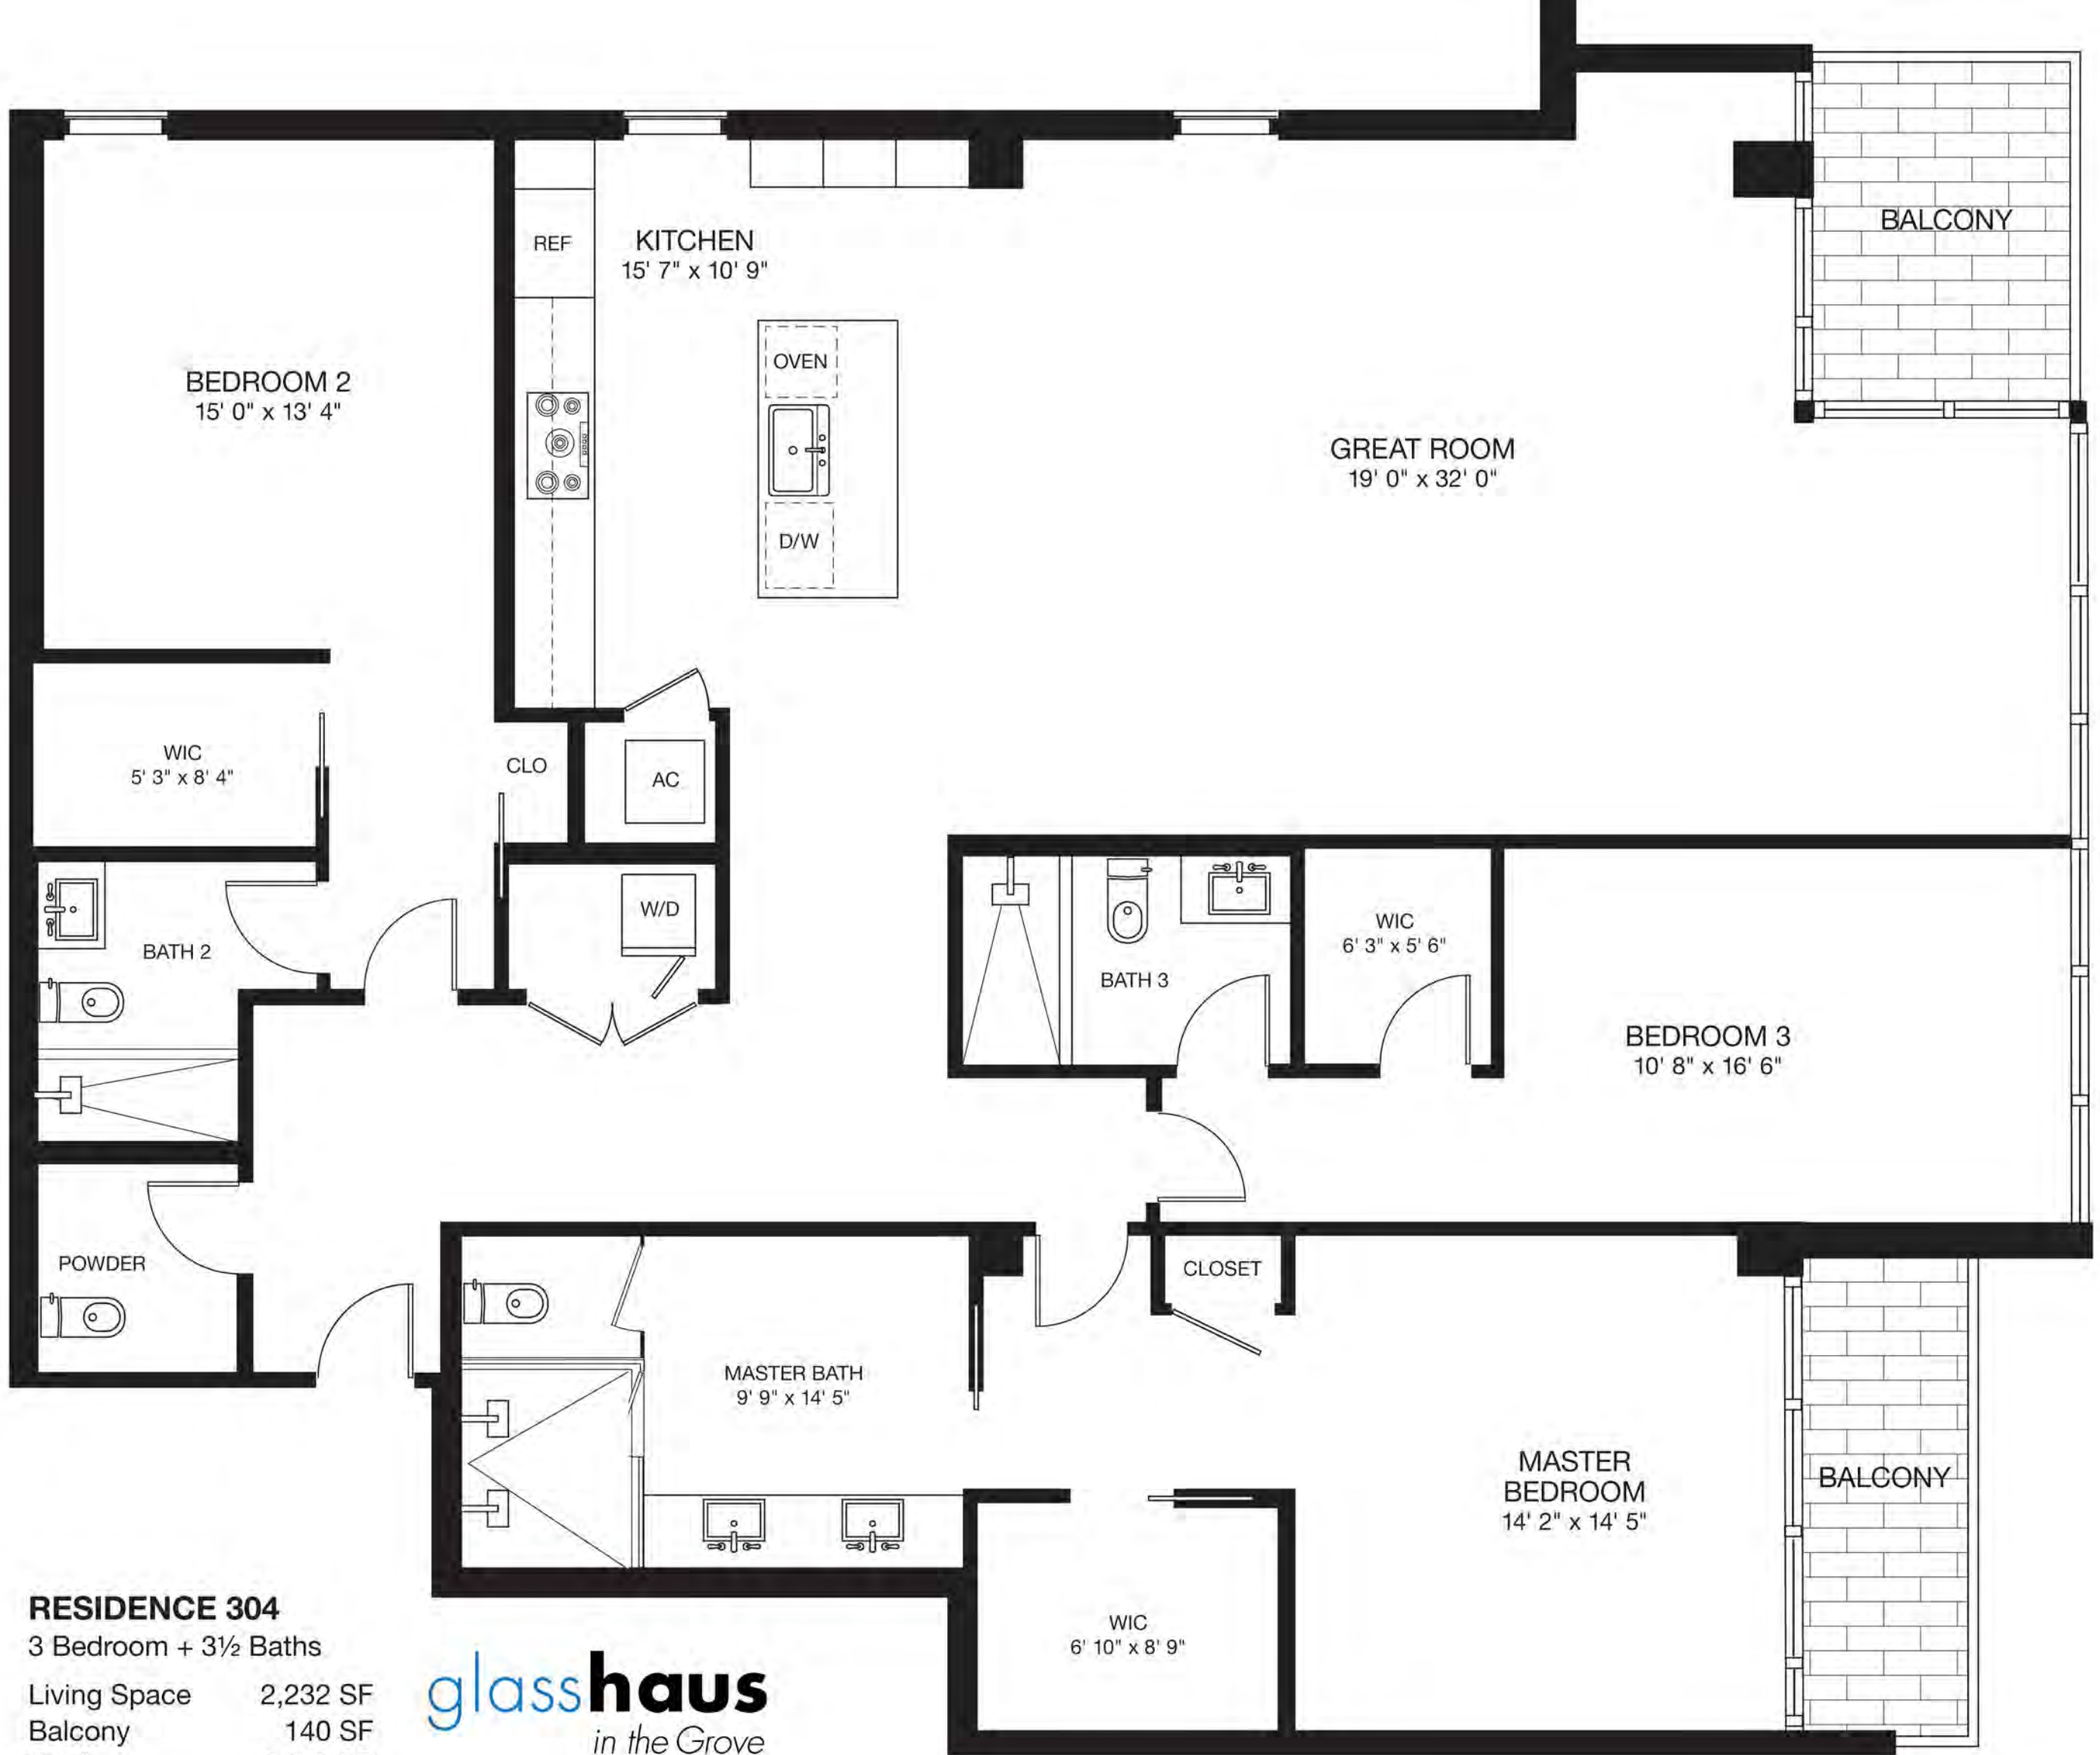 BALCONY
REF
KITCHEN
15' 7" x 10' 9"
OVEN
BEDROOM 2
15' 0" x 13' 4"
GREAT ROOM
19' 0" x 32' 0"
D/W
WIC
5' 3" x 8' 4"
CLO
AC
W/D
BATH 2
BATH 3
WIC
6' 3" x 5' 6"
BEDROOM 3
10' 8" x 16' 6"
POWDER
CLOSET
MASTER BATH
9' 9" x 14' 5"
MASTER
BEDROOM
14' 2" x 14' 5"
BALCONY
WIC
6' 10" x 8' 9"
RESIDENCE 304
3 Bedroom + 3½ Baths
Living Space 2,232 SF
Balcony 140 SF
glasshaus
in the Grove